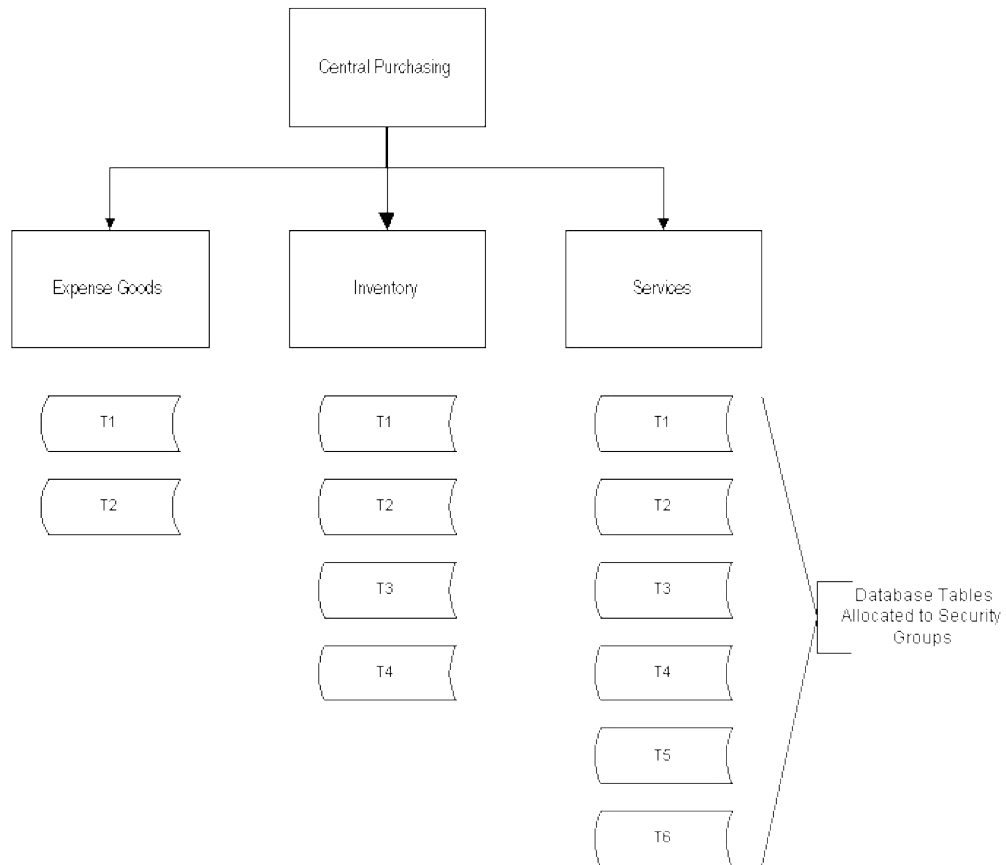 Central Purchasing
Expense Goods
Inventory
Services
T1
T1
T1
T2
T2
T2
T3
T3
T4
T4
T5
T6
Database Tables
Allocated to Security
Groups